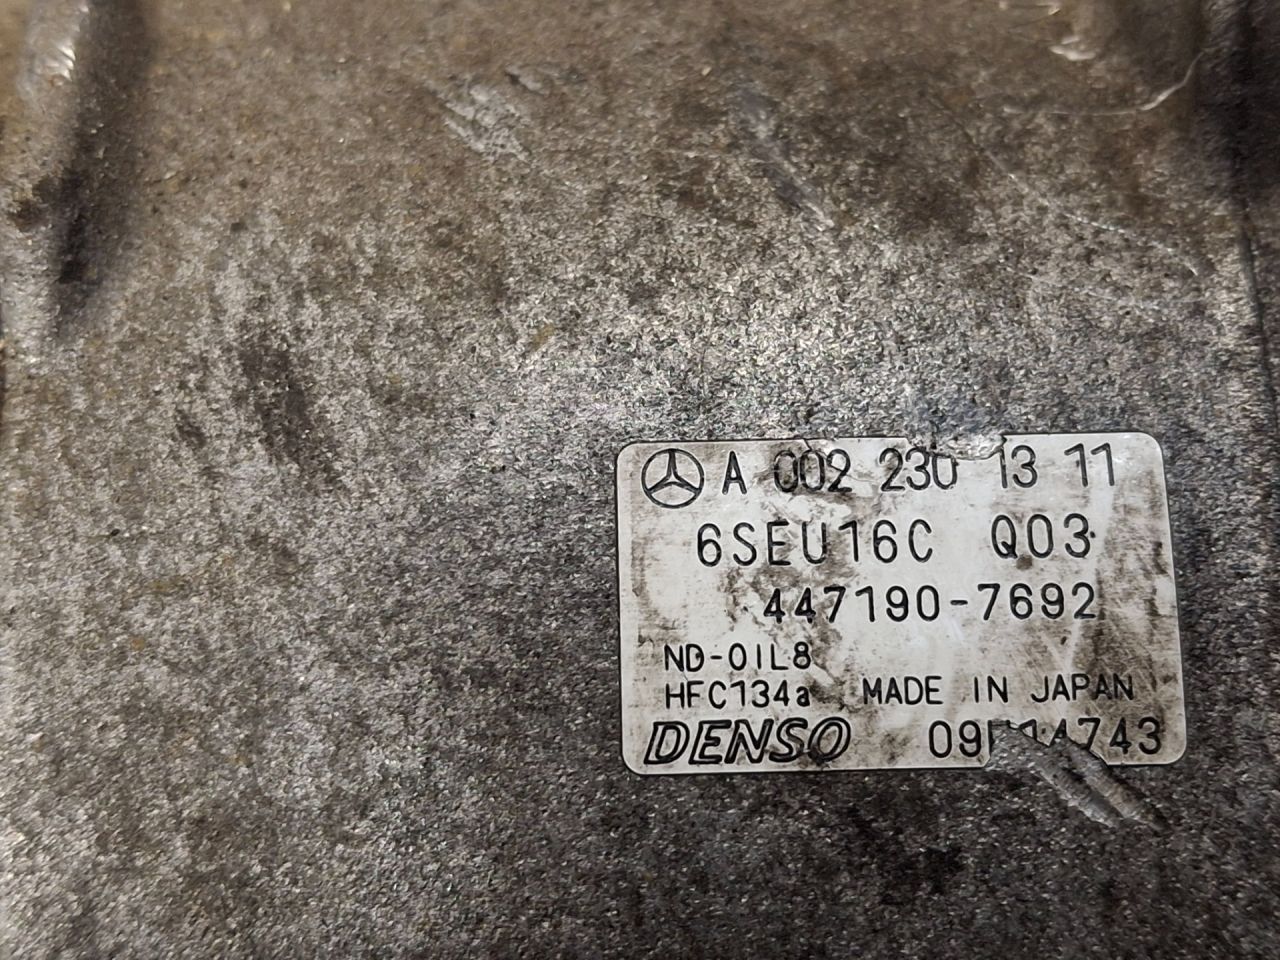 A 002 230 13 11
6SEU16C Q03
447190-7692
ND-OIL8
HFC134a MADE IN JAPAN
DENSO